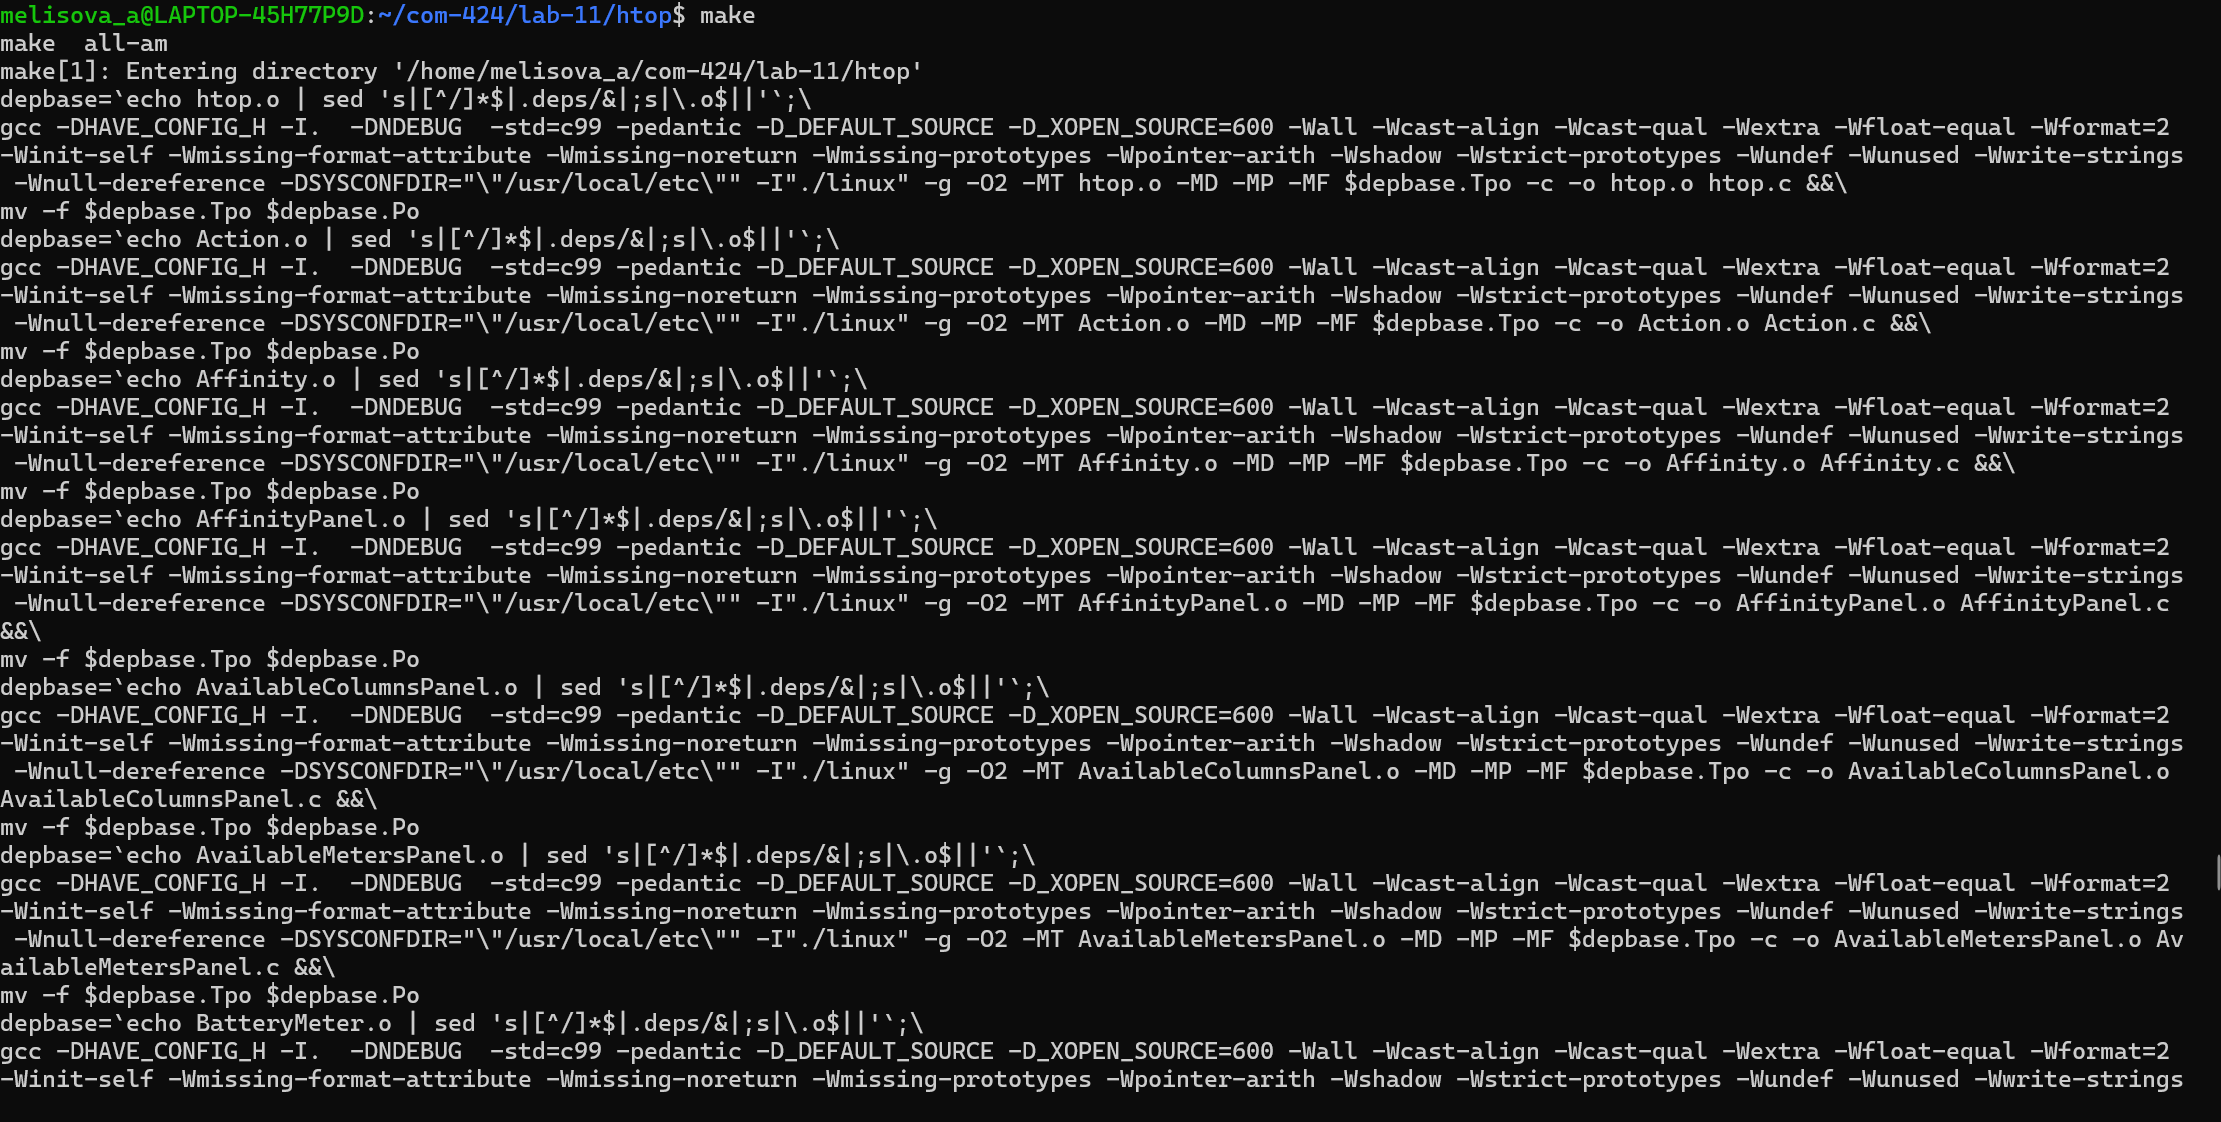 melisova_a@LAPTOP-45H77P9D:~/com-424/lab-11/htop$ make
make  all-am
make[1]: Entering directory '/home/melisova_a/com-424/lab-11/htop'
depbase=`echo htop.o | sed 's|[^/]*$|.deps/&|;s|\.o$||'`;\
gcc -DHAVE_CONFIG_H -I.  -DNDEBUG  -std=c99 -pedantic -D_DEFAULT_SOURCE -D_XOPEN_SOURCE=600 -Wall -Wcast-align -Wcast-qual -Wextra -Wfloat-equal -Wformat=2
-Winit-self -Wmissing-format-attribute -Wmissing-noreturn -Wmissing-prototypes -Wpointer-arith -Wshadow -Wstrict-prototypes -Wundef -Wunused -Wwrite-strings
 -Wnull-dereference -DSYSCONFDIR="\"/usr/local/etc\"" -I"./linux" -g -O2 -MT htop.o -MD -MP -MF $depbase.Tpo -c -o htop.o htop.c &&\
mv -f $depbase.Tpo $depbase.Po
depbase=`echo Action.o | sed 's|[^/]*$|.deps/&|;s|\.o$||'`;\
gcc -DHAVE_CONFIG_H -I.  -DNDEBUG  -std=c99 -pedantic -D_DEFAULT_SOURCE -D_XOPEN_SOURCE=600 -Wall -Wcast-align -Wcast-qual -Wextra -Wfloat-equal -Wformat=2
-Winit-self -Wmissing-format-attribute -Wmissing-noreturn -Wmissing-prototypes -Wpointer-arith -Wshadow -Wstrict-prototypes -Wundef -Wunused -Wwrite-strings
 -Wnull-dereference -DSYSCONFDIR="\"/usr/local/etc\"" -I"./linux" -g -O2 -MT Action.o -MD -MP -MF $depbase.Tpo -c -o Action.o Action.c &&\
mv -f $depbase.Tpo $depbase.Po
depbase=`echo Affinity.o | sed 's|[^/]*$|.deps/&|;s|\.o$||'`;\
gcc -DHAVE_CONFIG_H -I.  -DNDEBUG  -std=c99 -pedantic -D_DEFAULT_SOURCE -D_XOPEN_SOURCE=600 -Wall -Wcast-align -Wcast-qual -Wextra -Wfloat-equal -Wformat=2
-Winit-self -Wmissing-format-attribute -Wmissing-noreturn -Wmissing-prototypes -Wpointer-arith -Wshadow -Wstrict-prototypes -Wundef -Wunused -Wwrite-strings
 -Wnull-dereference -DSYSCONFDIR="\"/usr/local/etc\"" -I"./linux" -g -O2 -MT Affinity.o -MD -MP -MF $depbase.Tpo -c -o Affinity.o Affinity.c &&\
mv -f $depbase.Tpo $depbase.Po
depbase=`echo AffinityPanel.o | sed 's|[^/]*$|.deps/&|;s|\.o$||'`;\
gcc -DHAVE_CONFIG_H -I.  -DNDEBUG  -std=c99 -pedantic -D_DEFAULT_SOURCE -D_XOPEN_SOURCE=600 -Wall -Wcast-align -Wcast-qual -Wextra -Wfloat-equal -Wformat=2
-Winit-self -Wmissing-format-attribute -Wmissing-noreturn -Wmissing-prototypes -Wpointer-arith -Wshadow -Wstrict-prototypes -Wundef -Wunused -Wwrite-strings
 -Wnull-dereference -DSYSCONFDIR="\"/usr/local/etc\"" -I"./linux" -g -O2 -MT AffinityPanel.o -MD -MP -MF $depbase.Tpo -c -o AffinityPanel.o AffinityPanel.c
&&\
mv -f $depbase.Tpo $depbase.Po
depbase=`echo AvailableColumnsPanel.o | sed 's|[^/]*$|.deps/&|;s|\.o$||'`;\
gcc -DHAVE_CONFIG_H -I.  -DNDEBUG  -std=c99 -pedantic -D_DEFAULT_SOURCE -D_XOPEN_SOURCE=600 -Wall -Wcast-align -Wcast-qual -Wextra -Wfloat-equal -Wformat=2
-Winit-self -Wmissing-format-attribute -Wmissing-noreturn -Wmissing-prototypes -Wpointer-arith -Wshadow -Wstrict-prototypes -Wundef -Wunused -Wwrite-strings
 -Wnull-dereference -DSYSCONFDIR="\"/usr/local/etc\"" -I"./linux" -g -O2 -MT AvailableColumnsPanel.o -MD -MP -MF $depbase.Tpo -c -o AvailableColumnsPanel.o
AvailableColumnsPanel.c &&\
mv -f $depbase.Tpo $depbase.Po
depbase=`echo AvailableMetersPanel.o | sed 's|[^/]*$|.deps/&|;s|\.o$||'`;\
gcc -DHAVE_CONFIG_H -I.  -DNDEBUG  -std=c99 -pedantic -D_DEFAULT_SOURCE -D_XOPEN_SOURCE=600 -Wall -Wcast-align -Wcast-qual -Wextra -Wfloat-equal -Wformat=2
-Winit-self -Wmissing-format-attribute -Wmissing-noreturn -Wmissing-prototypes -Wpointer-arith -Wshadow -Wstrict-prototypes -Wundef -Wunused -Wwrite-strings
 -Wnull-dereference -DSYSCONFDIR="\"/usr/local/etc\"" -I"./linux" -g -O2 -MT AvailableMetersPanel.o -MD -MP -MF $depbase.Tpo -c -o AvailableMetersPanel.o Av
ailableMetersPanel.c &&\
mv -f $depbase.Tpo $depbase.Po
depbase=`echo BatteryMeter.o | sed 's|[^/]*$|.deps/&|;s|\.o$||'`;\
gcc -DHAVE_CONFIG_H -I.  -DNDEBUG  -std=c99 -pedantic -D_DEFAULT_SOURCE -D_XOPEN_SOURCE=600 -Wall -Wcast-align -Wcast-qual -Wextra -Wfloat-equal -Wformat=2
-Winit-self -Wmissing-format-attribute -Wmissing-noreturn -Wmissing-prototypes -Wpointer-arith -Wshadow -Wstrict-prototypes -Wundef -Wunused -Wwrite-strings